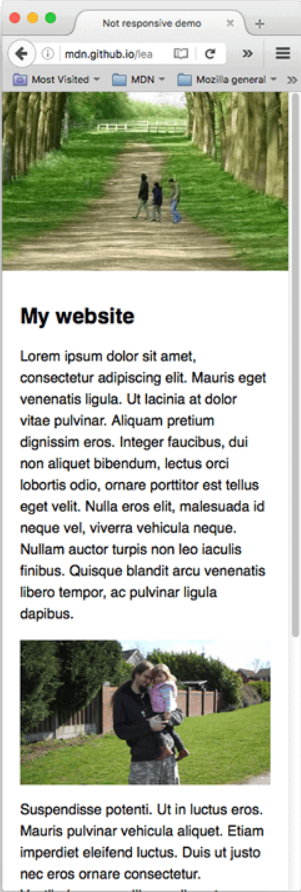 Not responsive demo
mdn.github.io/lea
Most Visited MDN Mozilla general
My website
Lorem ipsum dolor sit amet,
consectetur adipiscing elit. Mauris eget
venenatis ligula. Ut lacinia at dolor
vitae pulvinar. Aliquam pretium
dignissim eros. Integer faucibus, dui
non aliquet bibendum, lectus orci
lobortis odio, ornare porttitor est tellus
eget velit. Nulla eros elit, malesuada id
neque vel, viverra vehicula neque.
Nullam auctor turpis non leo iaculis
finibus. Quisque blandit arcu venenatis
libero tempor, ac pulvinar ligula
dapibus.
Suspendisse potenti. Ut in luctus eros.
Mauris pulvinar vehicula aliquet. Etiam
imperdiet eleifend luctus. Duis ut justo
nec eros ornare consectetur.